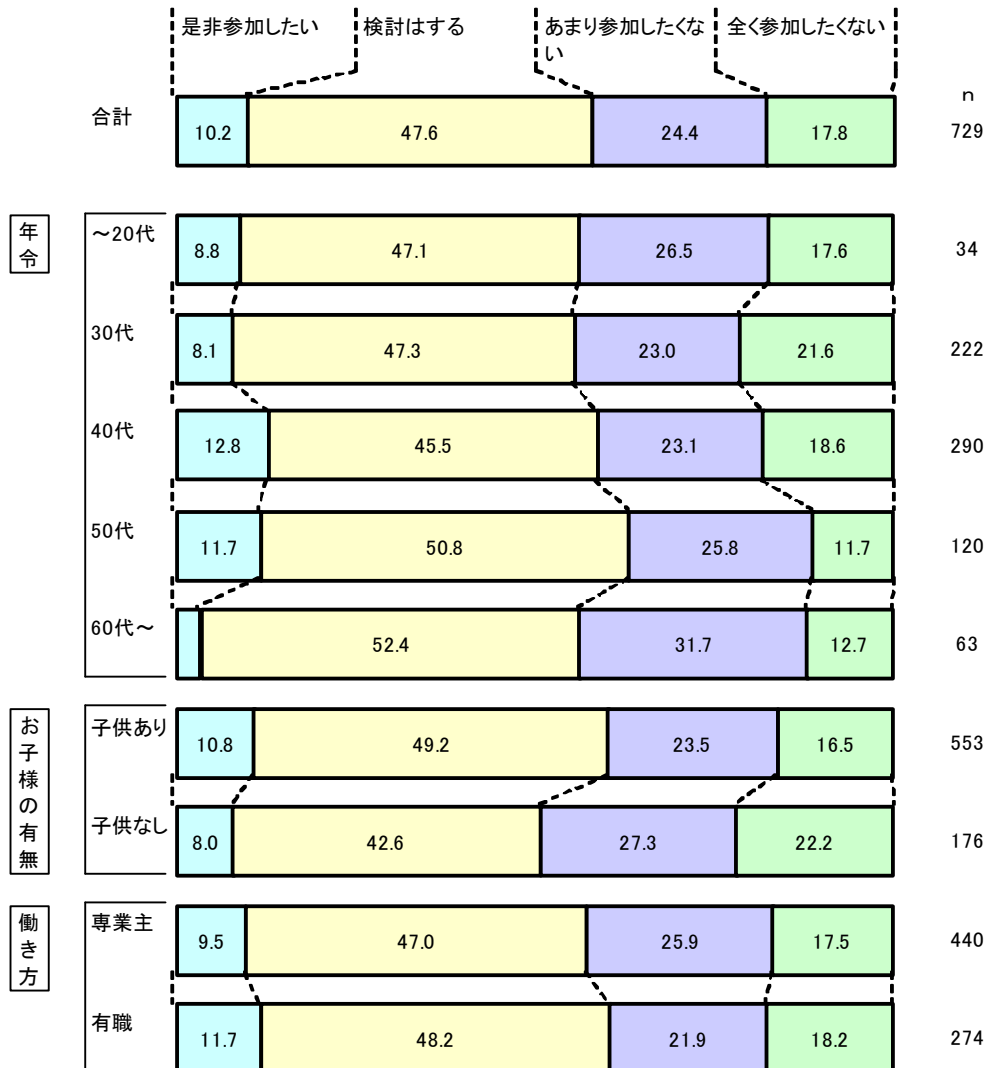 是非参加したい 検討はする あまり参加したくな 全く参加したくない
い
n
合計 10.2 47.6 24.4 17.8 729
年令
～20代 8.8 47.1 26.5 17.6 34
30代 8.1 47.3 23.0 21.6 222
40代 12.8 45.5 23.1 18.6 290
50代 11.7 50.8 25.8 11.7 120
60代～ 52.4 31.7 12.7 63
お子様の有無
子供あり 10.8 49.2 23.5 16.5 553
子供なし 8.0 42.6 27.3 22.2 176
働き方
専業主 9.5 47.0 25.9 17.5 440
有職 11.7 48.2 21.9 18.2 274